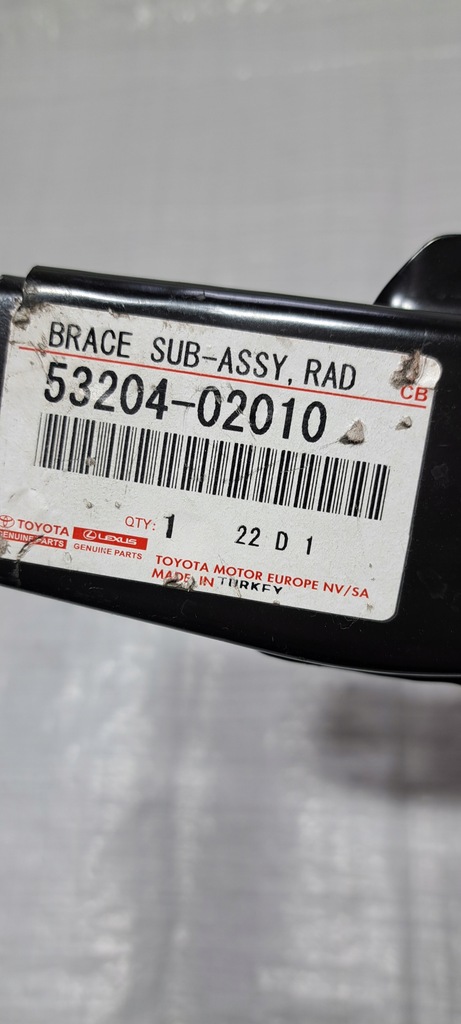 BRACE SUB-ASSY, RAD
CB
53204-02010
QTY: 1 22 D 1
TOYOTA GENUINE PARTS
LEXUS GENUINE PARTS
TOYOTA MOTOR EUROPE NV/SA
MADE IN TURKEY